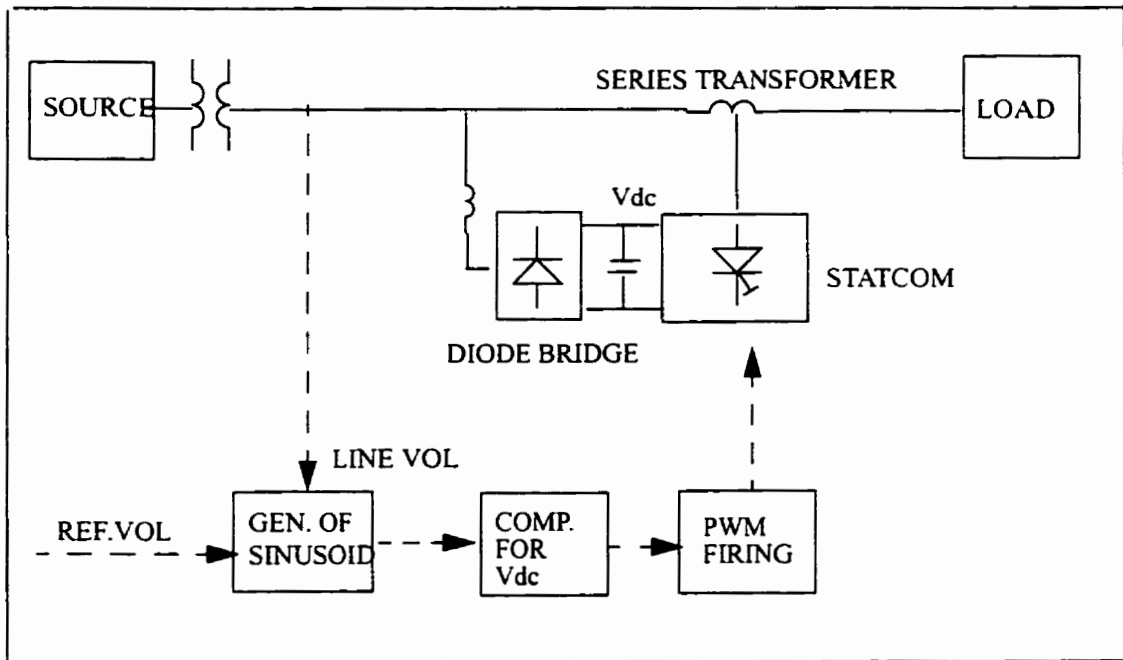 SERIES TRANSFORMER
SOURCE
LOAD
Vdc
STATCOM
DIODE BRIDGE
LINE VOL
REF.VOL
GEN. OF
SINUSOID
COMP.
FOR
Vdc
PWM
FIRING